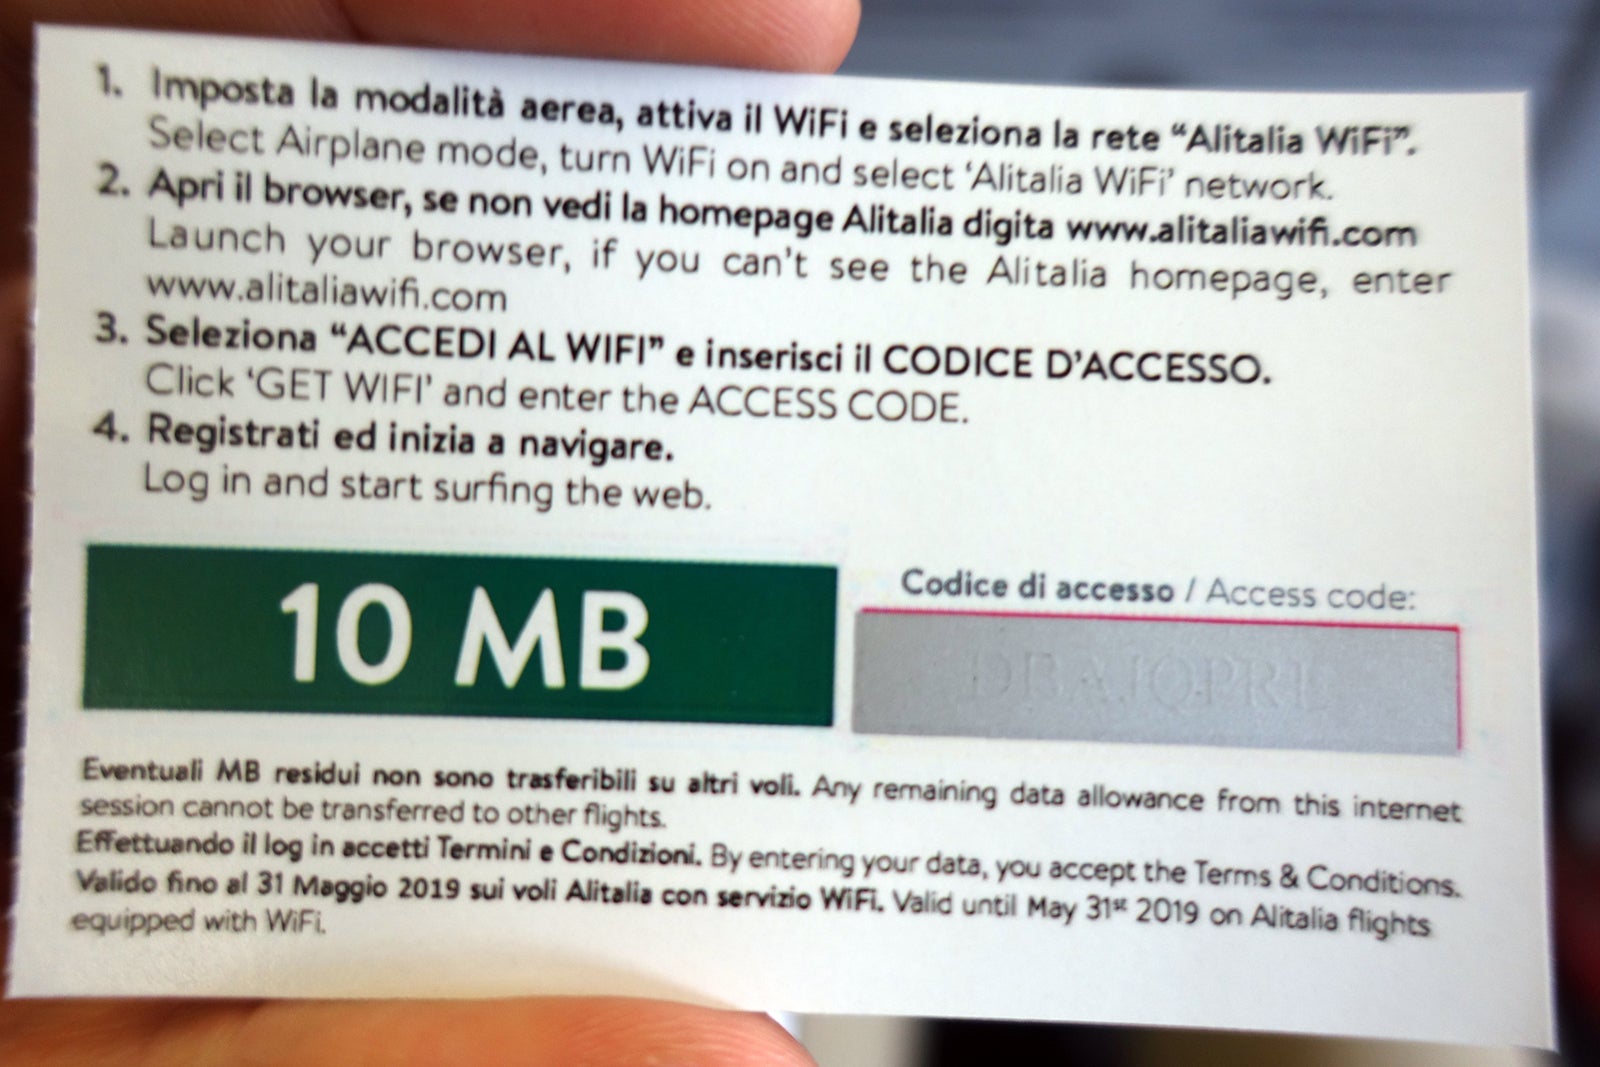 1. Imposta la modalità aerea, attiva il WiFi e seleziona la rete “Alitalia WiFi”.
Select Airplane mode, turn WiFi on and select ‘Alitalia WiFi’ network.
2. Apri il browser, se non vedi la homepage Alitalia digita www.alitaliawifi.com
Launch your browser, if you can’t see the Alitalia homepage, enter
www.alitaliawifi.com
3. Seleziona “ACCEDI AL WIFI” e inserisci il CODICE D’ACCESSO.
Click ‘GET WIFI’ and enter the ACCESS CODE.
4. Registrati ed inizia a navigare.
Log in and start surfing the web.
10 MB
Codice di accesso / Access code:
Eventuali MB residui non sono trasferibili su altri voli. Any remaining data allowance from this internet
session cannot be transferred to other flights.
Effettuando il log in accetti Termini e Condizioni. By entering your data, you accept the Terms & Conditions.
Valido fino al 31 Maggio 2019 sui voli Alitalia con servizio WiFi. Valid until May 31st 2019 on Alitalia flights
equipped with WiFi.